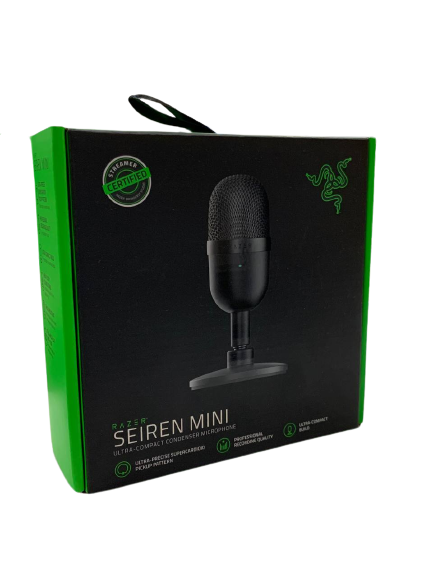 STREAMER
CERTIFIED
RAZER
SEIREN MINI
ULTRA-COMPACT CONDENSER MICROPHONE
ULTRA-PRECISE SUPERCARDIOID
PICKUP PATTERN
PROFESSIONAL
RECORDING QUALITY
ULTRA-COMPACT
BUILD